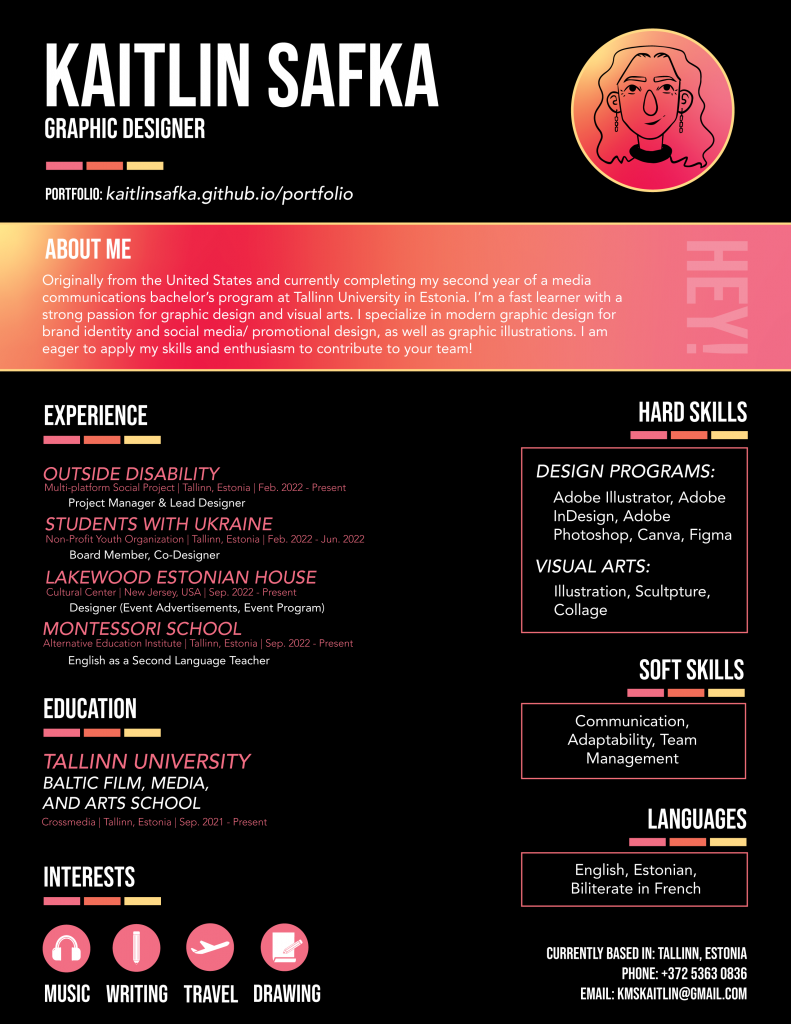 KAITLIN SAFKA
GRAPHIC DESIGNER
PORTFOLIO: kaitlinsafka.github.io/portfolio
ABOUT ME
Originally from the United States and currently completing my second year of a media
communications bachelor's program at Tallinn University in Estonia. I'm a fast learner with a
strong passion for graphic design and visual arts. I specialize in modern graphic design for
brand identity and social media/ promotional design, as well as graphic illustrations. I am
eager to apply my skills and enthusiasm to contribute to your team!
HEY!
EXPERIENCE
OUTSIDE DISABILITY
Multi-platform Social Project | Tallinn, Estonia | Feb. 2022 - Present
Project Manager & Lead Designer
STUDENTS WITH UKRAINE
Non-Profit Youth Organization | Tallinn, Estonia | Feb. 2022 - Jun. 2022
Board Member, Co-Designer
LAKEWOOD ESTONIAN HOUSE
Cultural Center | New Jersey, USA | Sep. 2022 - Present
Designer (Event Advertisements, Event Program)
MONTESSORI SCHOOL
Alternative Education Institute | Tallinn, Estonia | Sep. 2022 - Present
English as a Second Language Teacher
EDUCATION
TALLINN UNIVERSITY
BALTIC FILM, MEDIA,
AND ARTS SCHOOL
Crossmedia | Tallinn, Estonia | Sep. 2021 - Present
INTERESTS
MUSIC
WRITING
TRAVEL
DRAWING
HARD SKILLS
DESIGN PROGRAMS:
Adobe Illustrator, Adobe
InDesign, Adobe
Photoshop, Canva, Figma
VISUAL ARTS:
Illustration, Scultpture,
Collage
SOFT SKILLS
Communication,
Adaptability, Team
Management
LANGUAGES
English, Estonian,
Biliterate in French
CURRENTLY BASED IN: TALLINN, ESTONIA
PHONE: +372 5363 0836
EMAIL: KMSKAITLIN@GMAIL.COM